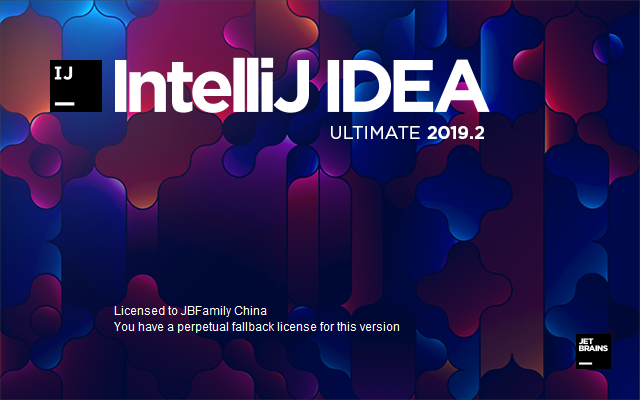 IJ
IntelliJ IDEA
ULTIMATE 2019.2
Licensed to JBFamily China
You have a perpetual fallback license for this version
JET
BRAINS